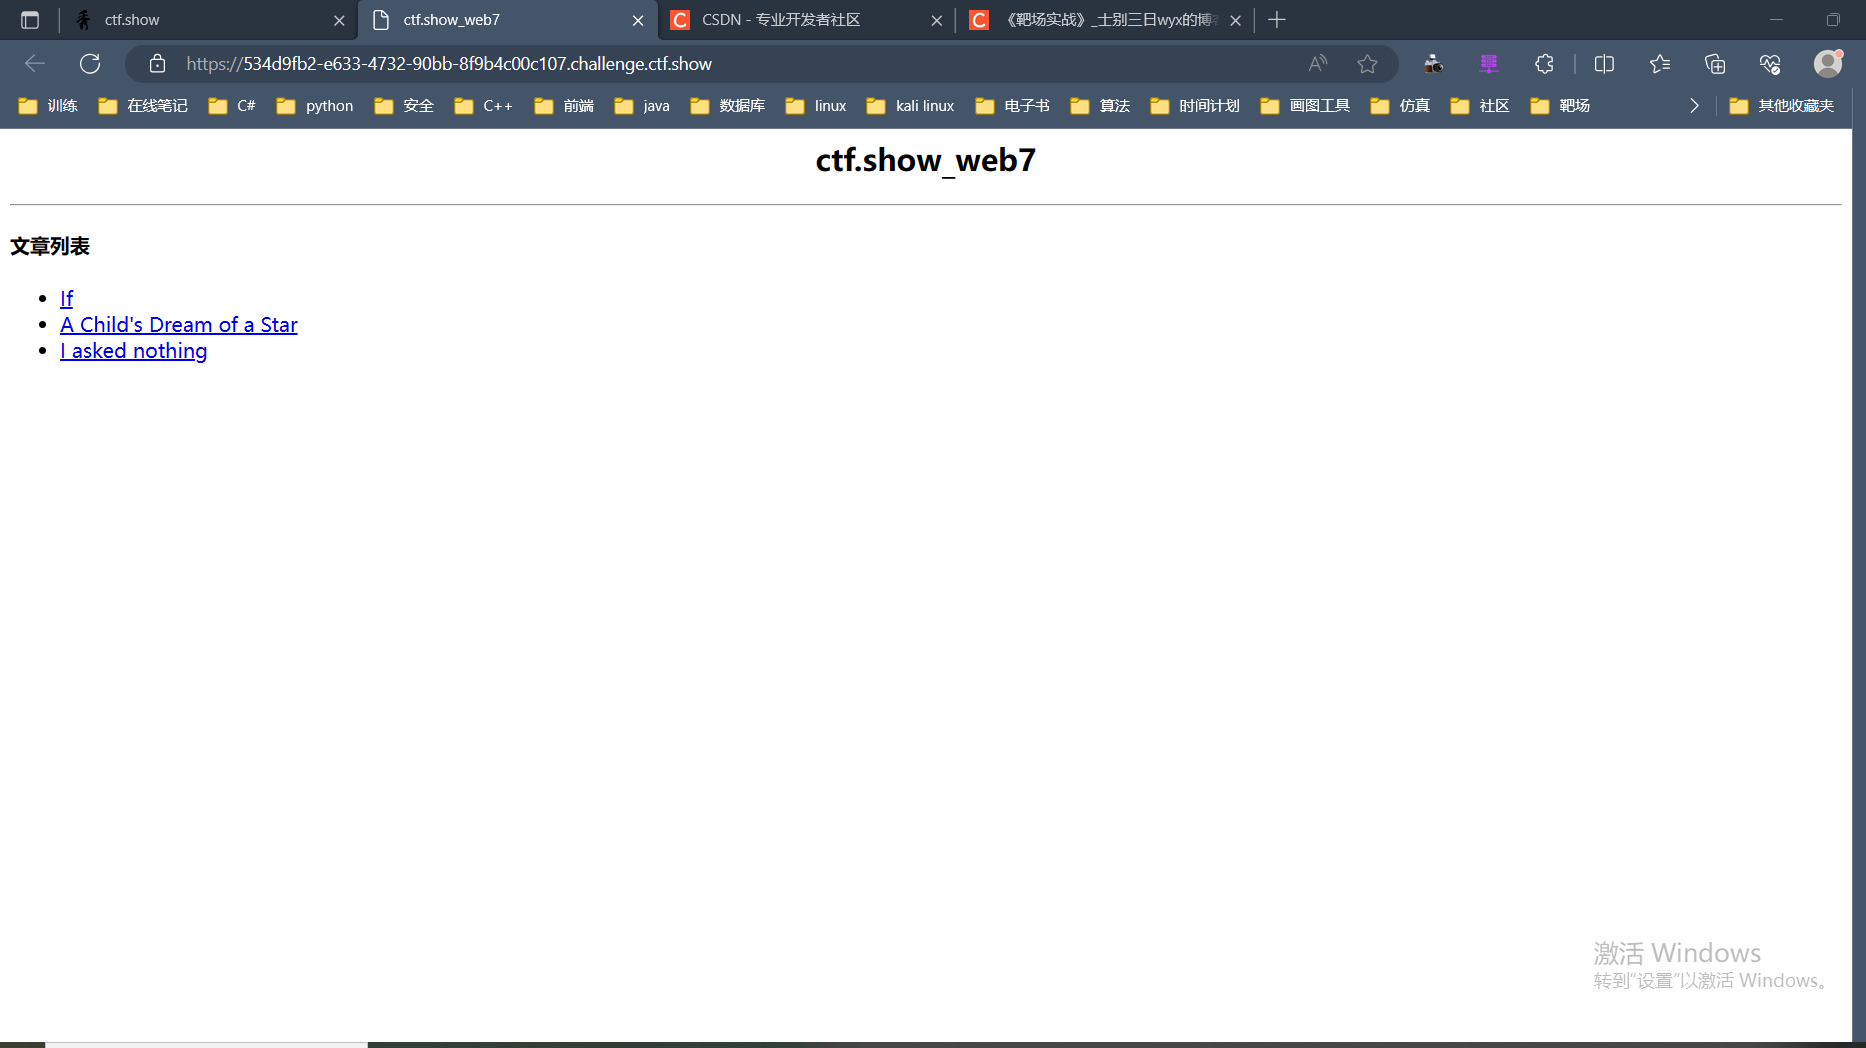 ctf.show
ctf.show_web7
CSDN - 专业开发者社区
《靶场实战》_士别三日wyx的博
https://534d9fb2-e633-4732-90bb-8f9b4c00c107.challenge.ctf.show
训练
在线笔记
C#
python
安全
C++
前端
java
数据库
linux
kali linux
电子书
算法
时间计划
画图工具
仿真
社区
靶场
其他收藏夹
ctf.show_web7
文章列表
If
A Child's Dream of a Star
I asked nothing
激活 Windows
转到"设置"以激活 Windows。